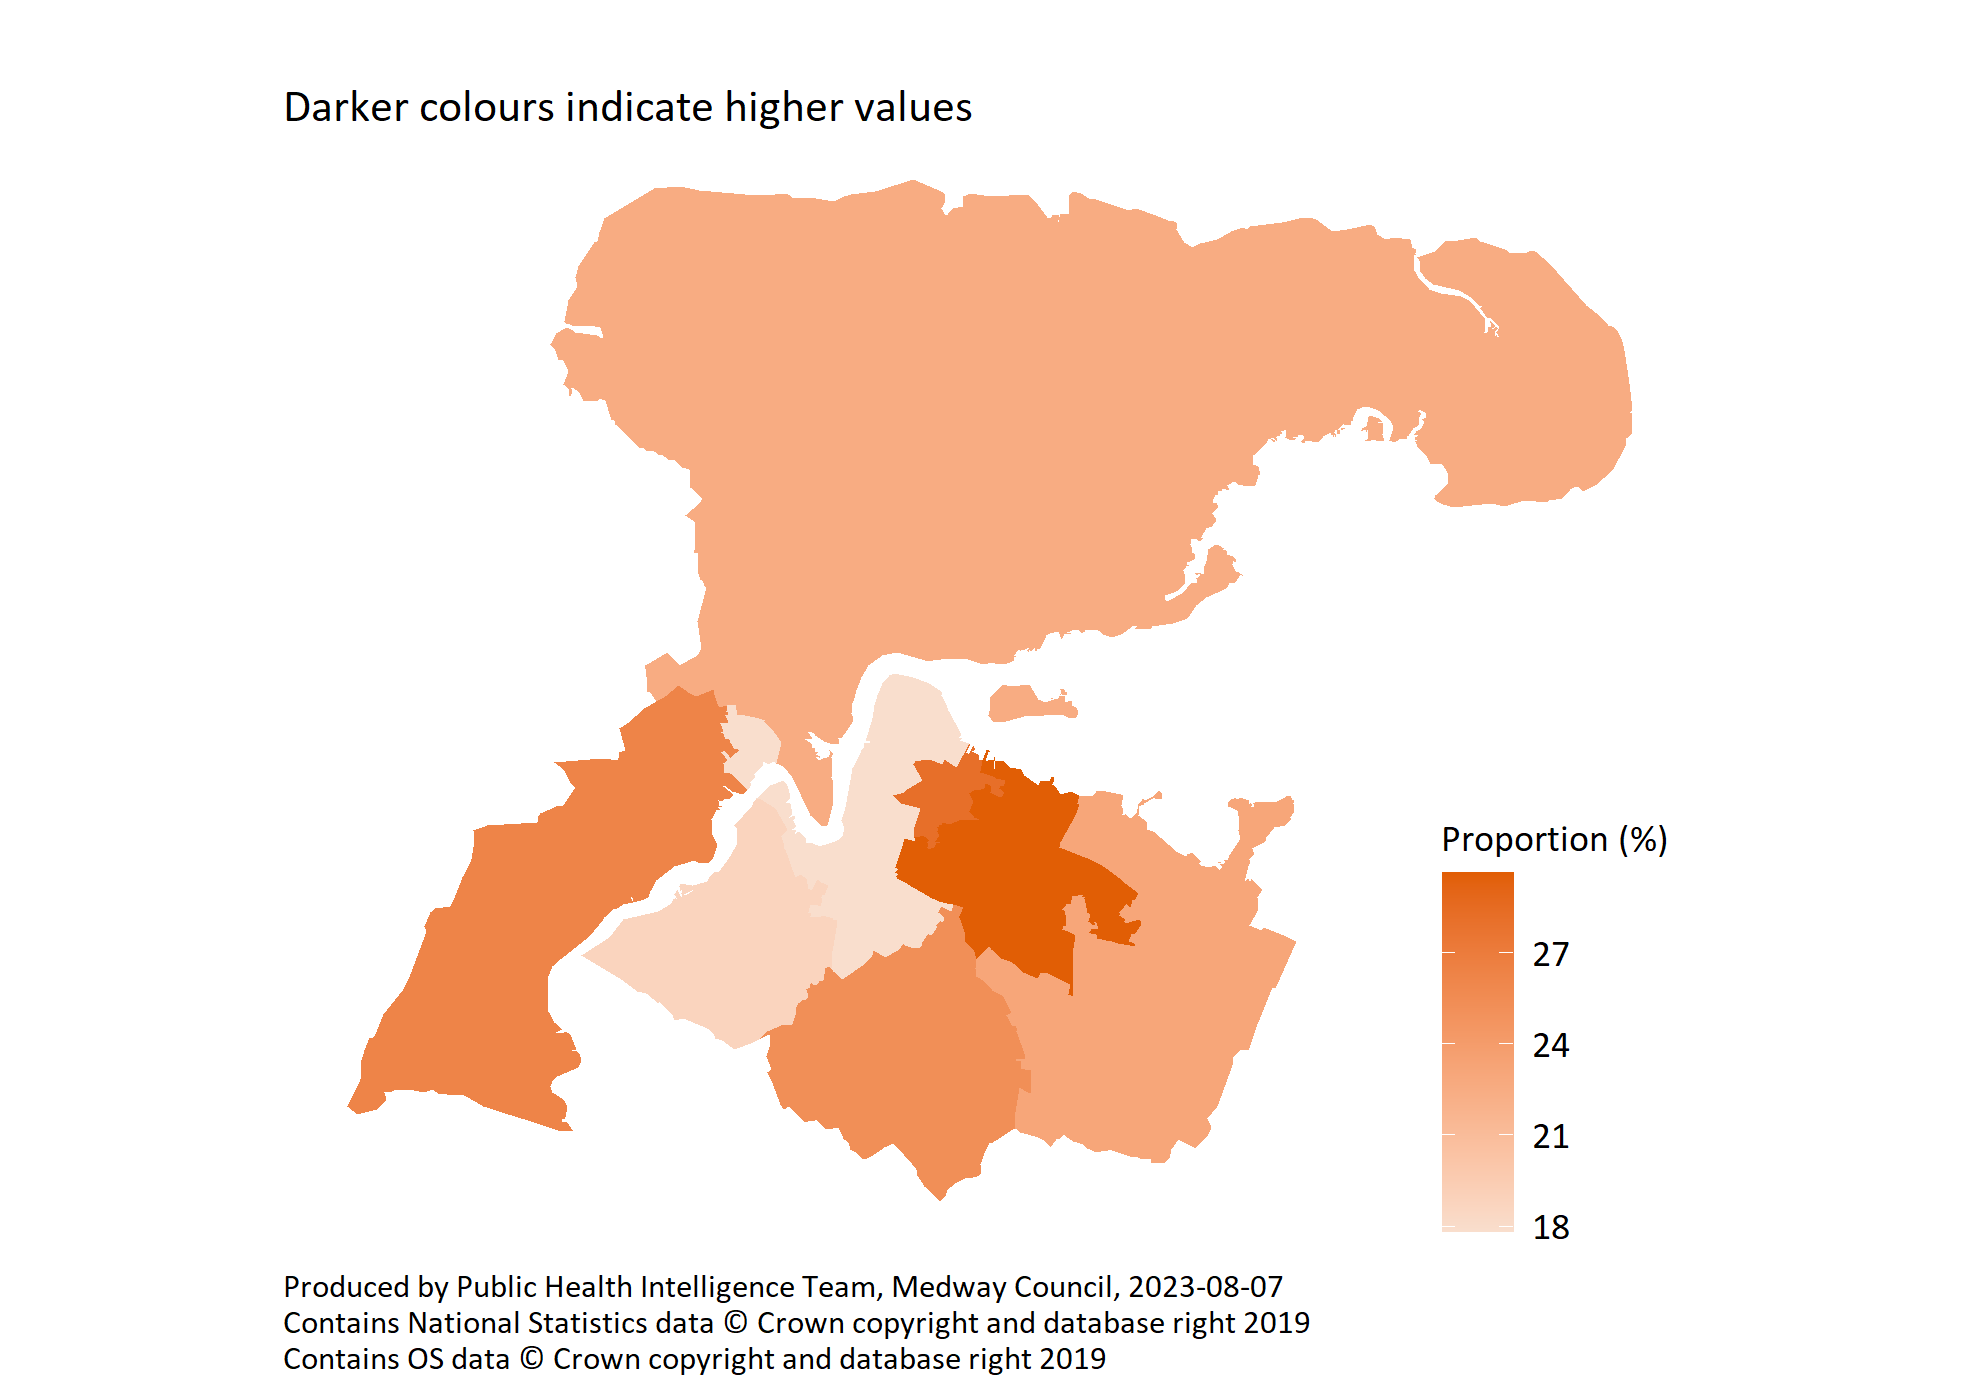 Darker colours indicate higher values
Proportion (%)
27
24
21
18
Produced by Public Health Intelligence Team, Medway Council, 2023-08-07
Contains National Statistics data © Crown copyright and database right 2019
Contains OS data © Crown copyright and database right 2019